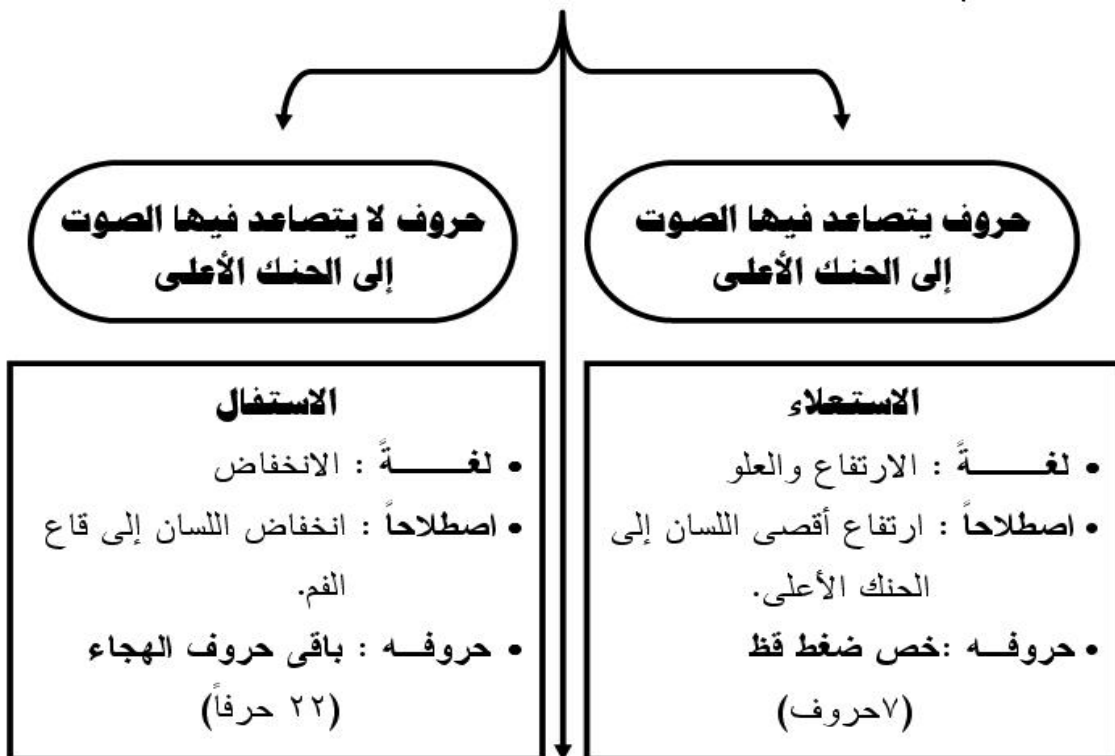 حروف يتصاعد فيها الصوت
إلى الحنك الأعلى
حروف لا يتصاعد فيها الصوت
إلى الحنك الأعلى
الاستعلاء
• لغـــــةً : الارتفاع والعلو
• اصطلاحاً : ارتفاع أقصى اللسان إلى
الحنك الأعلى.
• حروفــه :خص ضغط قظ
(٧حروف)
الاستفال
• لغـــــةً : الانخفاض
• اصطلاحاً : انخفاض اللسان إلى قاع
الفم.
• حروفــه : باقى حروف الهجاء
(٢٢ حرفاً)